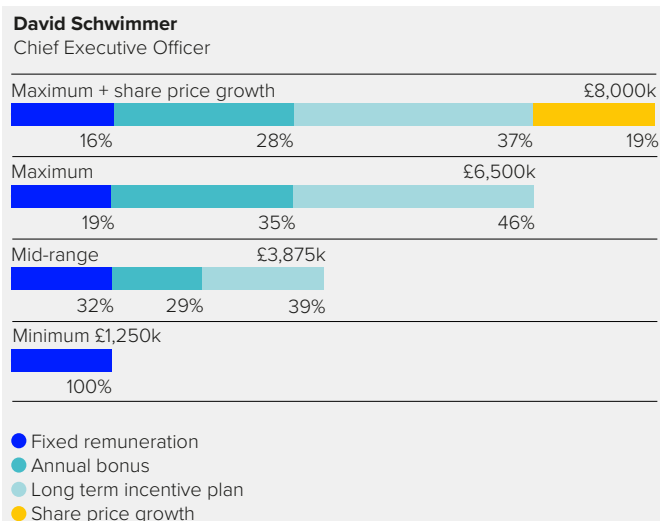 David Schwimmer
Chief Executive Officer
Maximum + share price growth £8,000k
16% 28% 37% 19%
Maximum £6,500k
19% 35% 46%
Mid-range £3,875k
32% 29% 39%
Minimum £1,250k
100%
Fixed remuneration
Annual bonus
Long term incentive plan
Share price growth